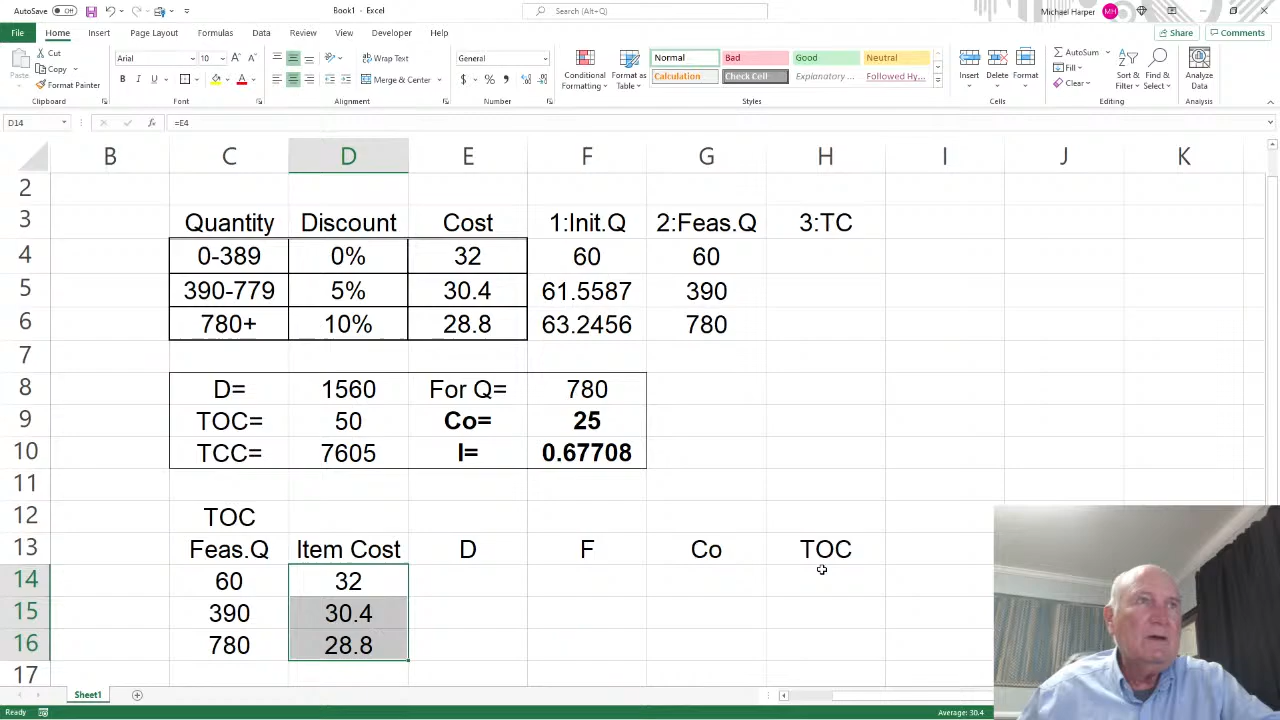 AutoSave Off Book1 - Excel Search (Alt+Q) Michael Harper MH
File Home Insert Page Layout Formulas Data Review View Developer Help Share Comments
Paste Cut Copy Format Painter Clipboard
Arial 10 B I U Font
Wrap Text Merge & Center Alignment
General $ % Number
Conditional Formatting Format as Table
Normal Bad Good Neutral
Calculation Check Cell Explanatory ... Followed Hy...
Styles
Insert Delete Format Cells
AutoSum Fill Clear Sort & Filter Find & Select Editing
Analyze Data Analysis
D14 fx =E4
B C D E F G H I J K
2
3 Quantity Discount Cost 1:Init.Q 2:Feas.Q 3:TC
4 0-389 0% 32 60 60
5 390-779 5% 30.4 61.5587 390
6 780+ 10% 28.8 63.2456 780
7
8 D= 1560 For Q= 780
9 TOC= 50 Co= 25
10 TCC= 7605 I= 0.67708
11
12 TOC
13 Feas.Q Item Cost D F Co TOC
14 60 32
15 390 30.4
16 780 28.8
17
Sheet1
Ready Average: 30.4